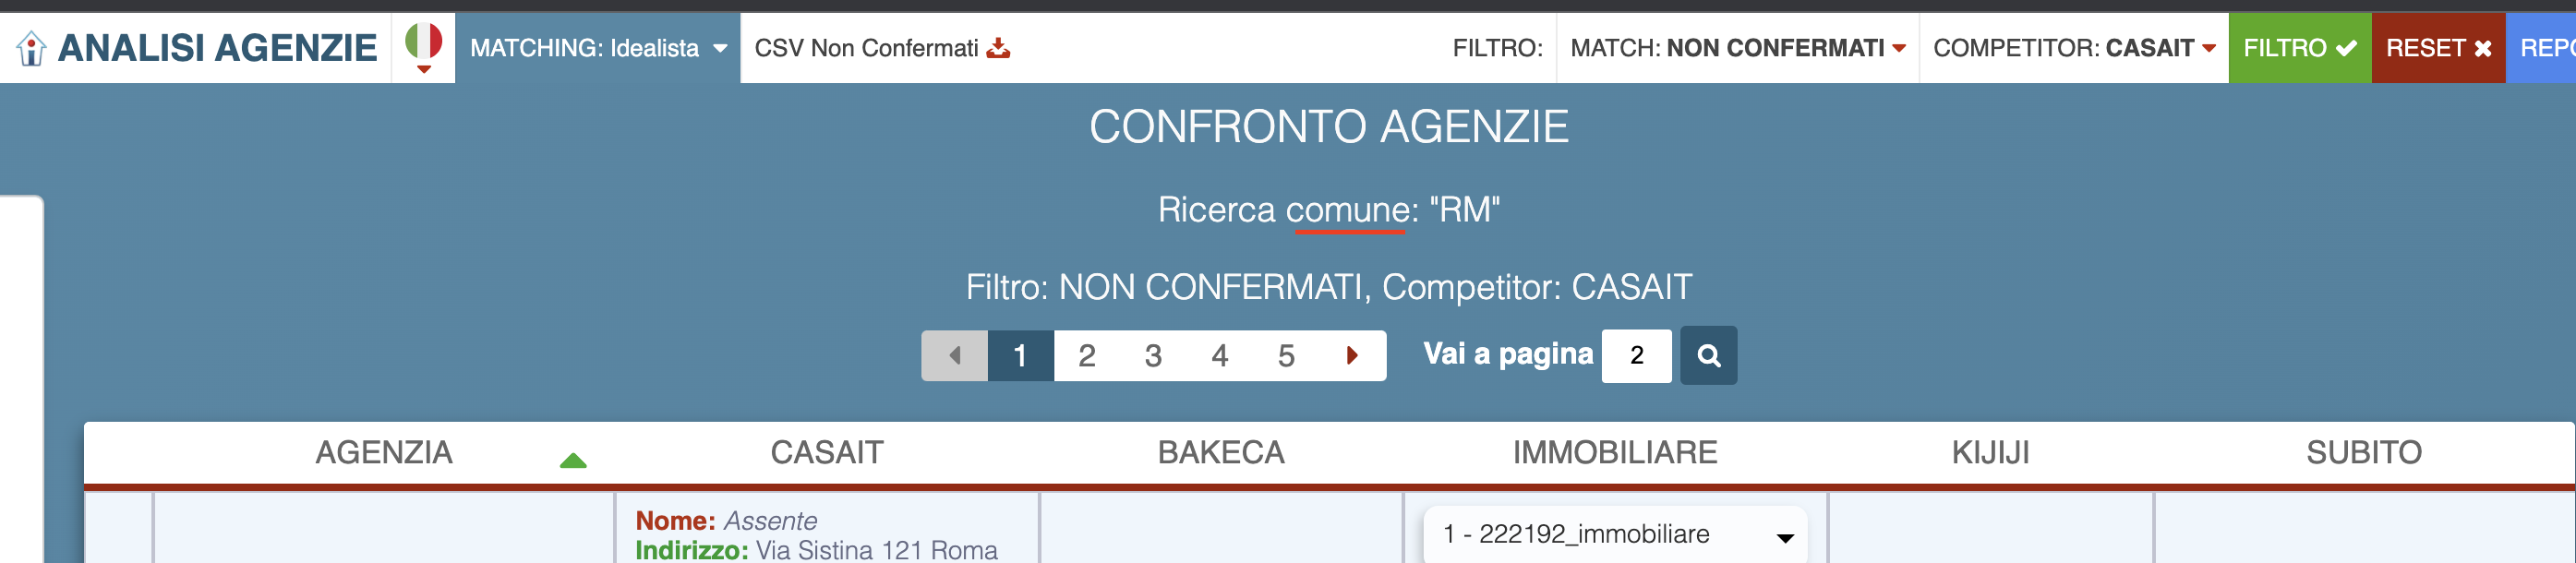 ANALISI AGENZIE MATCHING: Idealista CSV Non Confermati FILTRO: MATCH: NON CONFERMATI COMPETITOR: CASAIT FILTRO RESET
CONFRONTO AGENZIE
Ricerca comune: "RM"
Filtro: NON CONFERMATI, Competitor: CASAIT
1 2 3 4 5 Vai a pagina 2
AGENZIA CASAIT BAKECA IMMOBILIARE KIJIJI SUBITO
Nome: Assente
1 - 222192_immobiliare
Indirizzo: Via Sistina 121 Roma